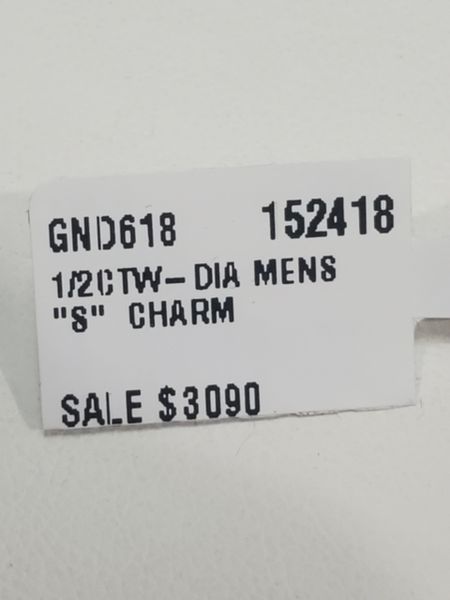 GND618 152418
1/2CTW-DIA MENS
"S" CHARM
SALE $3090